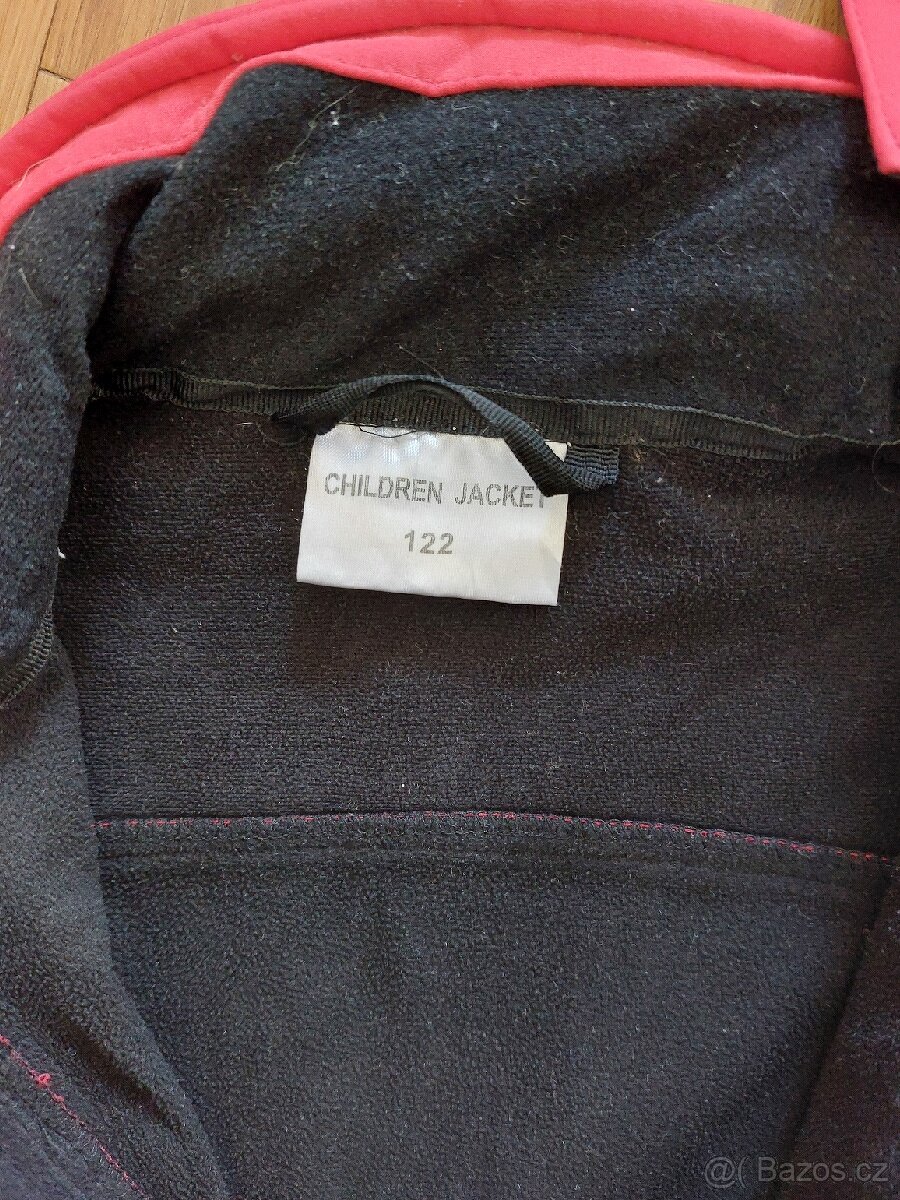 CHILDREN JACKET
122
@( Bazos.cz